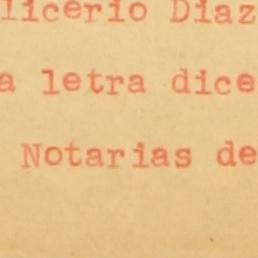 licerio Diaz
a letra dice
Notarias de